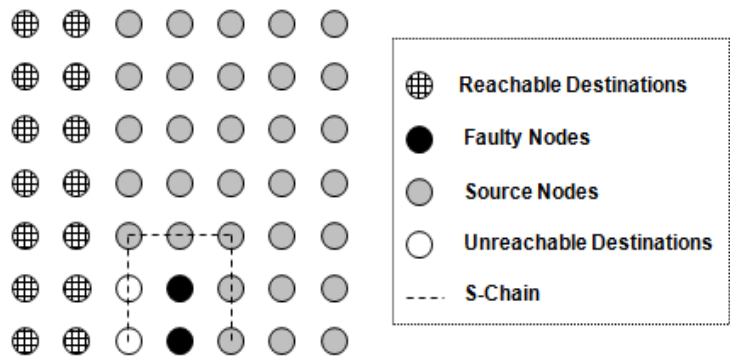 Reachable Destinations
Faulty Nodes
Source Nodes
Unreachable Destinations
S-Chain